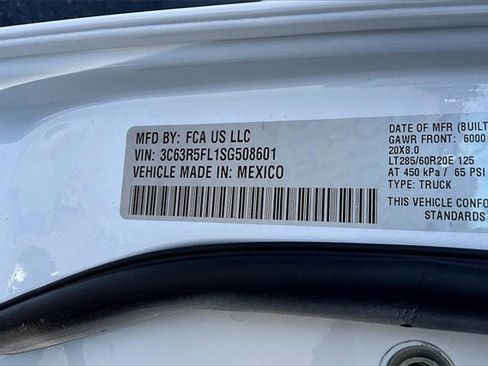 MFD BY: FCA US LLC
VIN: 3C63R5FL1SG508601
VEHICLE MADE IN: MEXICO
DATE OF MFR (BUILT
GAWR FRONT: 6000
20X8.0
LT285/60R20E 125
AT 450 kPa / 65 PSI
TYPE: TRUCK
THIS VEHICLE CONFO
STANDARDS